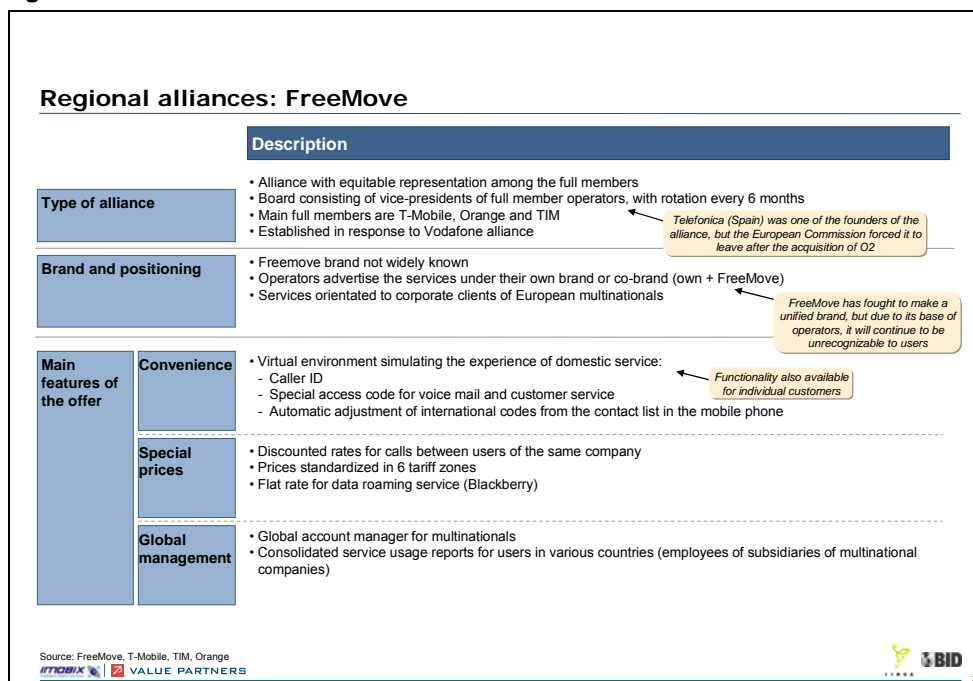 Regional alliances: FreeMove
Description
Type of alliance
• Alliance with equitable representation among the full members
• Board consisting of vice-presidents of full member operators, with rotation every 6 months
• Main full members are T-Mobile, Orange and TIM
• Established in response to Vodafone alliance
Telefonica (Spain) was one of the founders of the
alliance, but the European Commission forced it to
leave after the acquisition of O2
Brand and positioning
• Freemove brand not widely known
• Operators advertise the services under their own brand or co-brand (own + FreeMove)
• Services orientated to corporate clients of European multinationals
FreeMove has fought to make a
unified brand, but due to its base of
operators, it will continue to be
unrecognizable to users
Main
features of
the offer
Convenience
• Virtual environment simulating the experience of domestic service:
- Caller ID
- Special access code for voice mail and customer service
- Automatic adjustment of international codes from the contact list in the mobile phone
Functionality also available
for individual customers
Special
prices
• Discounted rates for calls between users of the same company
• Prices standardized in 6 tariff zones
• Flat rate for data roaming service (Blackberry)
Global
management
• Global account manager for multinationals
• Consolidated service usage reports for users in various countries (employees of subsidiaries of multinational
companies)
Source: FreeMove, T-Mobile, TIM, Orange
IMOBIX VALUE PARTNERS
BID